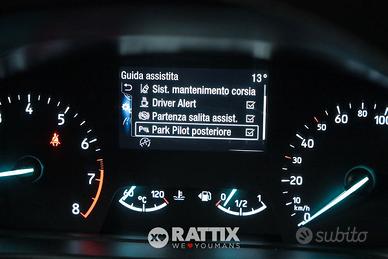 Guida assistita 13°
Sist. mantenimento corsia
Driver Alert
Partenza salita assist.
Park Pilot posteriore
4 5 6 7 8
60 °C 120
0 1/2 1
100 80 60 50 40 30 20 10 0
km/h
RATTIX
WE YOUMANS
subito